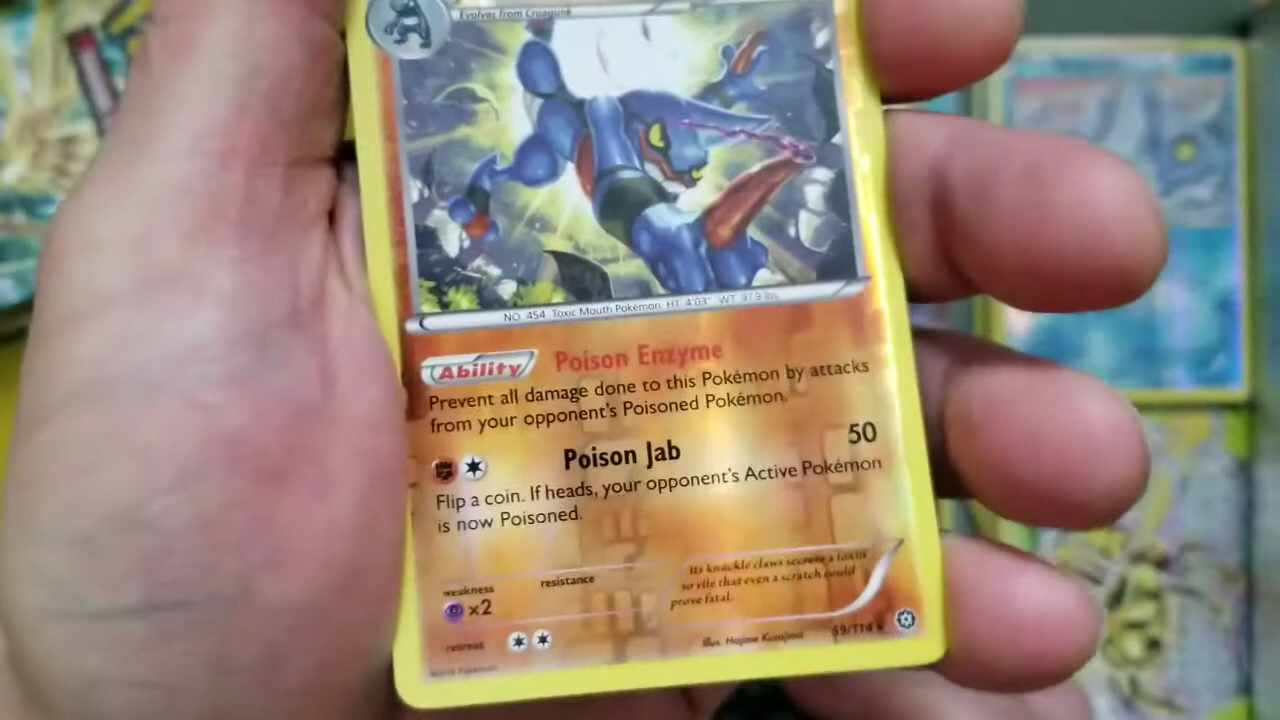 Evolves from Croagunk
NO. 454 Toxic Mouth Pokémon HT: 4'03" WT: 97.9 lbs.
Ability Poison Enzyme
Prevent all damage done to this Pokémon by attacks
from your opponent's Poisoned Pokémon.
Poison Jab 50
Flip a coin. If heads, your opponent's Active Pokémon
is now Poisoned.
weakness resistance
×2
Its knuckle claws secrete a toxin
so vile that even a scratch could
prove fatal.
retreat
Illus. Hajime Kusajima 59/114 ★